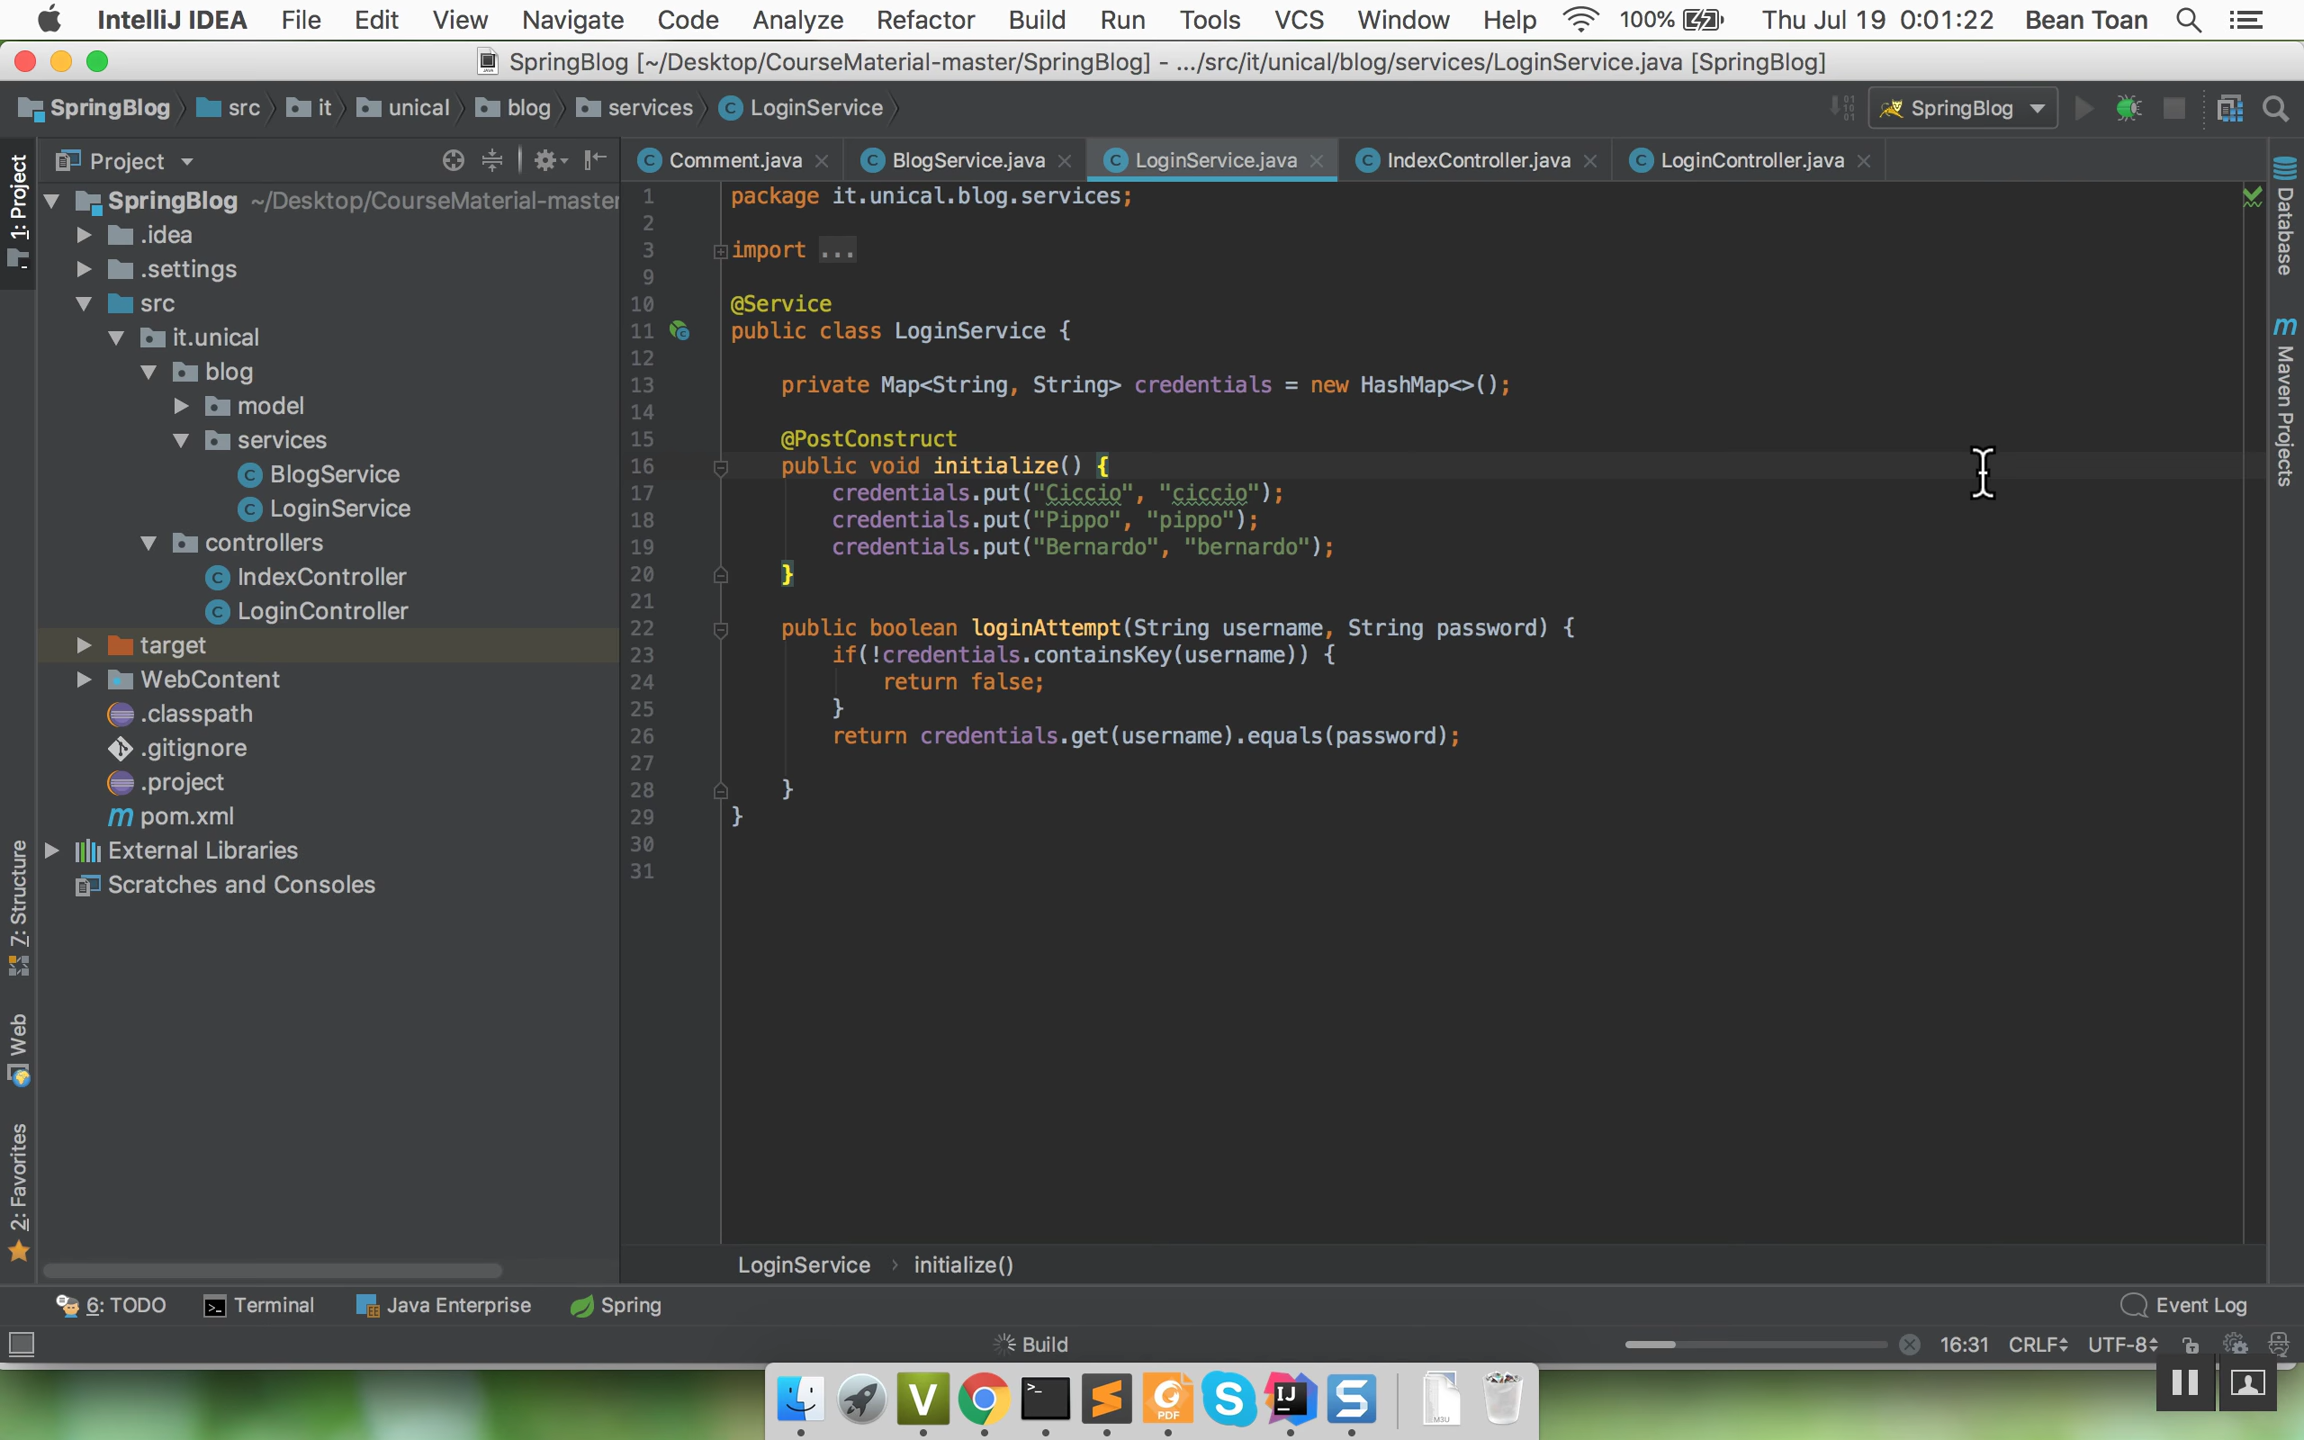 IntelliJ IDEA File Edit View Navigate Code Analyze Refactor Build Run Tools VCS Window Help 100% Thu Jul 19 0:01:22 Bean Toan
SpringBlog [~/Desktop/CourseMaterial-master/SpringBlog] - .../src/it/unical/blog/services/LoginService.java [SpringBlog]
SpringBlog src it unical blog services LoginService SpringBlog
1: Project
Project
Comment.java BlogService.java LoginService.java IndexController.java LoginController.java
SpringBlog ~/Desktop/CourseMaterial-master
.idea
.settings
src
it.unical
blog
model
services
BlogService
LoginService
controllers
IndexController
LoginController
target
WebContent
.classpath
.gitignore
.project
pom.xml
External Libraries
Scratches and Consoles
7: Structure
Web
2: Favorites
1 package it.unical.blog.services;
2
3 import ...
9
10 @Service
11 public class LoginService {
12
13 private Map<String, String> credentials = new HashMap<>();
14
15 @PostConstruct
16 public void initialize() {
17 credentials.put("Ciccio", "ciccio");
18 credentials.put("Pippo", "pippo");
19 credentials.put("Bernardo", "bernardo");
20 }
21
22 public boolean loginAttempt(String username, String password) {
23 if(!credentials.containsKey(username)) {
24 return false;
25 }
26 return credentials.get(username).equals(password);
27
28 }
29 }
30
31
Database
Maven Projects
LoginService › initialize()
6: TODO Terminal Java Enterprise Spring Event Log
Build 16:31 CRLF UTF-8
V PDF S IJ S M3U